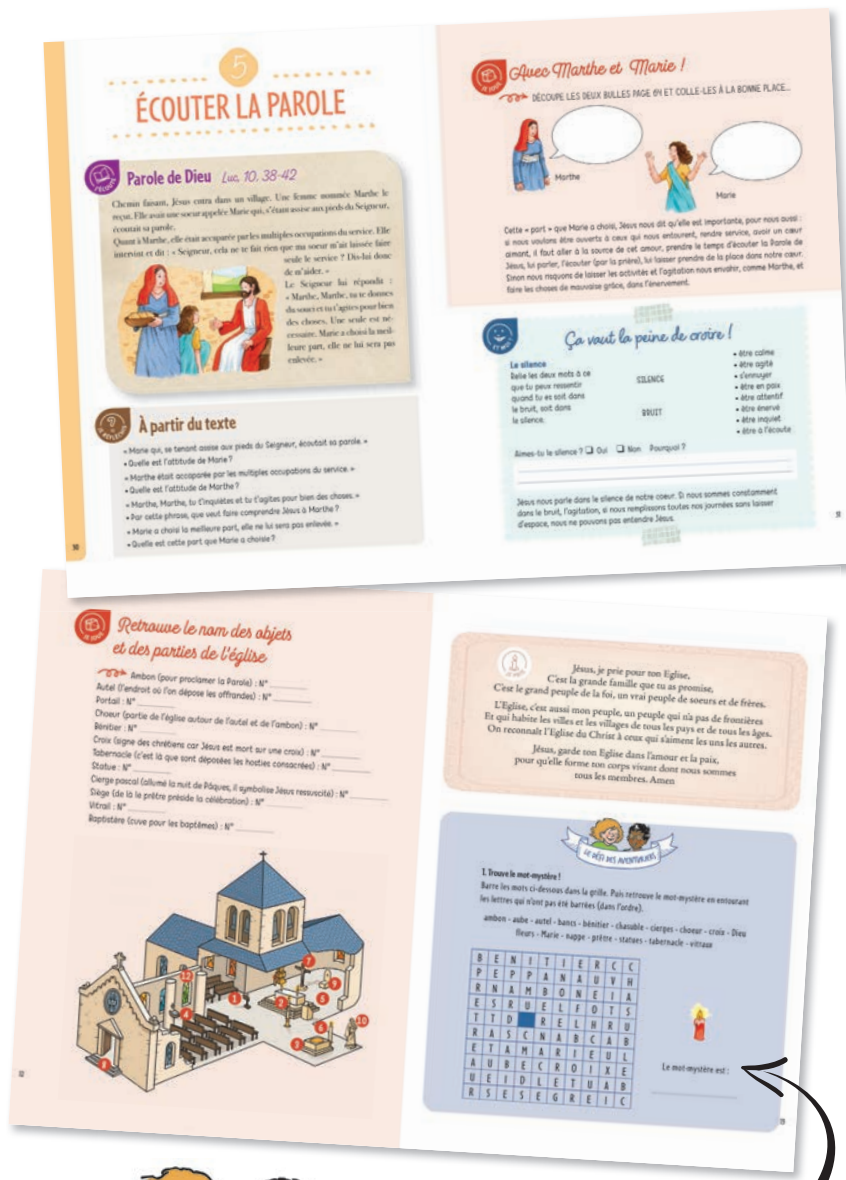 5
ÉCOUTER LA PAROLE
J'ÉCOUTE
Parole de Dieu Luc, 10, 38-42
Chemin faisant, Jésus entra dans un village. Une femme nommée Marthe le
reçut. Elle avait une soeur appelée Marie qui, s'étant assise aux pieds du Seigneur,
écoutait sa parole.
Quant à Marthe, elle était accaparée par les multiples occupations du service. Elle
intervint et dit : « Seigneur, cela ne te fait rien que ma soeur m'ait laissée faire
seule le service ? Dis-lui donc
de m'aider. »
Le Seigneur lui répondit :
« Marthe, Marthe, tu te donnes
du souci et tu t'agites pour bien
des choses. Une seule est né-
cessaire. Marie a choisi la meil-
leure part, elle ne lui sera pas
enlevée. »
JE RÉFLÉCHIS
À partir du texte
« Marie qui, se tenant assise aux pieds du Seigneur, écoutait sa parole. »
• Quelle est l'attitude de Marie ?
« Marthe était accaparée par les multiples occupations du service. »
• Quelle est l'attitude de Marthe ?
« Marthe, Marthe, tu t'inquiètes et tu t'agites pour bien des choses. »
• Par cette phrase, que veut faire comprendre Jésus à Marthe ?
« Marie a choisi la meilleure part, elle ne lui sera pas enlevée. »
• Quelle est cette part que Marie a choisie ?
JE JOUE
Avec Marthe et Marie !
DÉCOUPE LES DEUX BULLES PAGE 64 ET COLLE-LES À LA BONNE PLACE...
Marthe
Marie
Cette « part » que Marie a choisi, Jésus nous dit qu'elle est importante, pour nous aussi :
si nous voulons être ouverts à ceux qui nous entourent, rendre service, avoir un cœur
aimant, il faut aller à la source de cet amour, prendre le temps d'écouter la Parole de
Jésus, lui parler, l'écouter (par la prière), lui laisser prendre de la place dans notre cœur.
Sinon nous risquons de laisser les activités et l'agitation nous envahir, comme Marthe, et
faire les choses de mauvaise grâce, dans l'énervement.
ET MOI
Ça vaut la peine de croire !
Le silence
Relie les deux mots à ce
que tu peux ressentir
quand tu es soit dans
le bruit, soit dans
le silence.
SILENCE
BRUIT
• être calme
• être agité
• s'ennuyer
• être en paix
• être attentif
• être énervé
• être inquiet
• être à l'écoute
Aimes-tu le silence ? ☐ Oui ☐ Non Pourquoi ?
Jésus nous parle dans le silence de notre coeur. Si nous sommes constamment
dans le bruit, l'agitation, si nous remplissons toutes nos journées sans laisser
d'espace, nous ne pouvons pas entendre Jésus.
JE JOUE
Retrouve le nom des objets
et des parties de l'église
Ambon (pour proclamer la Parole) : N°
Autel (l'endroit où l'on dépose les offrandes) : N°
Portail : N°
Choeur (partie de l'église autour de l'autel et de l'ambon) : N°
Bénitier : N°
Croix (signe des chrétiens car Jésus est mort sur une croix) : N°
Tabernacle (c'est là que sont déposées les hosties consacrées) : N°
Statue : N°
Cierge pascal (allumé la nuit de Pâques, il symbolise Jésus ressuscité) : N°
Siège (de là le prêtre préside la célébration) : N°
Vitrail : N°
Baptistère (cuve pour les baptêmes) : N°
7
12
9
2
4
10
8
JE PRIE
Jésus, je prie pour ton Eglise,
C'est la grande famille que tu as promise,
C'est le grand peuple de la foi, un vrai peuple de soeurs et de frères.
L'Eglise, c'est aussi mon peuple, un peuple qui n'a pas de frontières
Et qui habite les villes et les villages de tous les pays et de tous les âges.
On reconnaît l'Eglise du Christ à ceux qui s'aiment les uns les autres.
Jésus, garde ton Eglise dans l'amour et la paix,
pour qu'elle forme ton corps vivant dont nous sommes
tous les membres. Amen
LE DÉFI DES AVENTURIERS
1. Trouve le mot-mystère !
Barre les mots ci-dessous dans la grille. Puis retrouve le mot-mystère en entourant
les lettres qui n'ont pas été barrées (dans l'ordre).
ambon - aube - autel - bancs - bénitier - chasuble - cierges - choeur - croix - Dieu
fleurs - Marie - nappe - prêtre - statues - tabernacle - vitraux
B E N I T I E R C C
P E P P A N A U V H
R N A M B O N E I A
E S R U E L F O T S
T T D R E L H R U
R A S C N A B C A B
E T A M A R I E U L
A U B E C R O I X E
U E I D L E T U A B
R S E S E G R E I C
Le mot-mystère est :